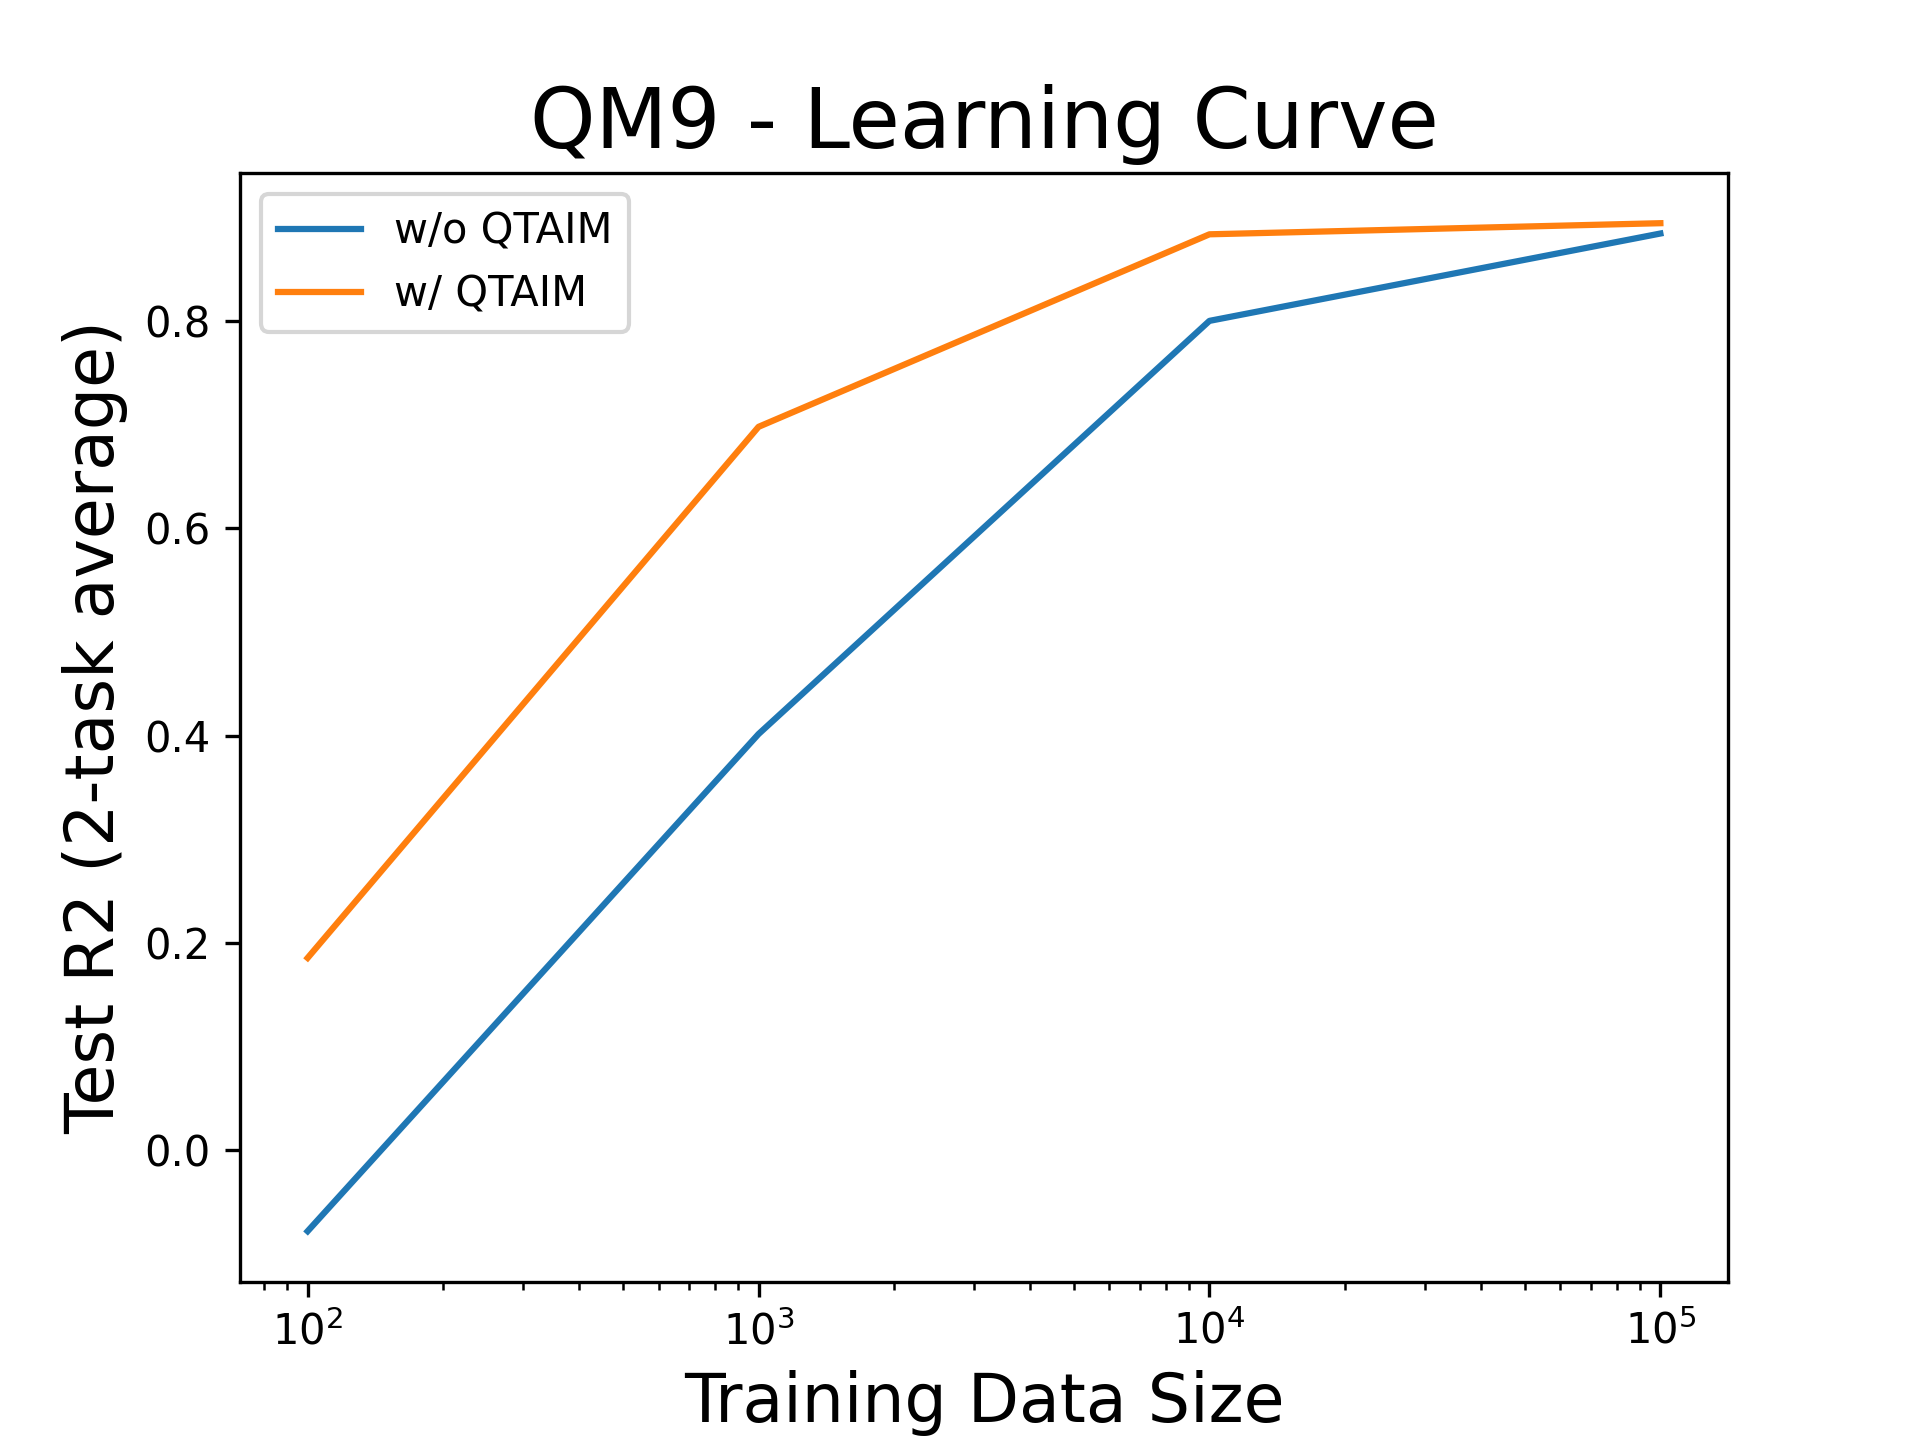 QM9 - Learning Curve
w/o QTAIM
w/ QTAIM
Test R2 (2-task average)
0.8
0.6
0.4
0.2
0.0
10² 10³ 10⁴ 10⁵
Training Data Size